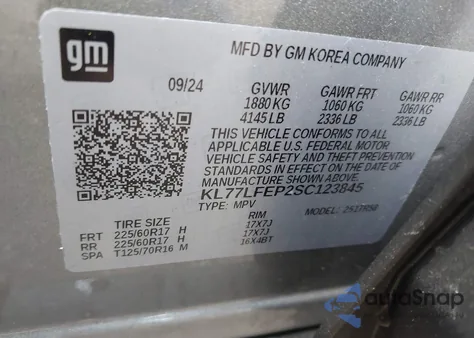 gm
MFD BY GM KOREA COMPANY
09/24 GVWR GAWR FRT GAWR RR
1880 KG 1060 KG 1060 KG
4145 LB 2336 LB 2336 LB
THIS VEHICLE CONFORMS TO ALL
APPLICABLE U.S. FEDERAL MOTOR
VEHICLE SAFETY AND THEFT PREVENTION
STANDARDS IN EFFECT ON THE DATE OF
MANUFACTURE SHOWN ABOVE.
KL77LFEP2SC123845
TYPE: MPV MODEL:
TIRE SIZE RIM
FRT 225/60R17 H 17X7J
RR 225/60R17 H 17X7J
SPA T125/70R16 M 16X4BT
autoSnap